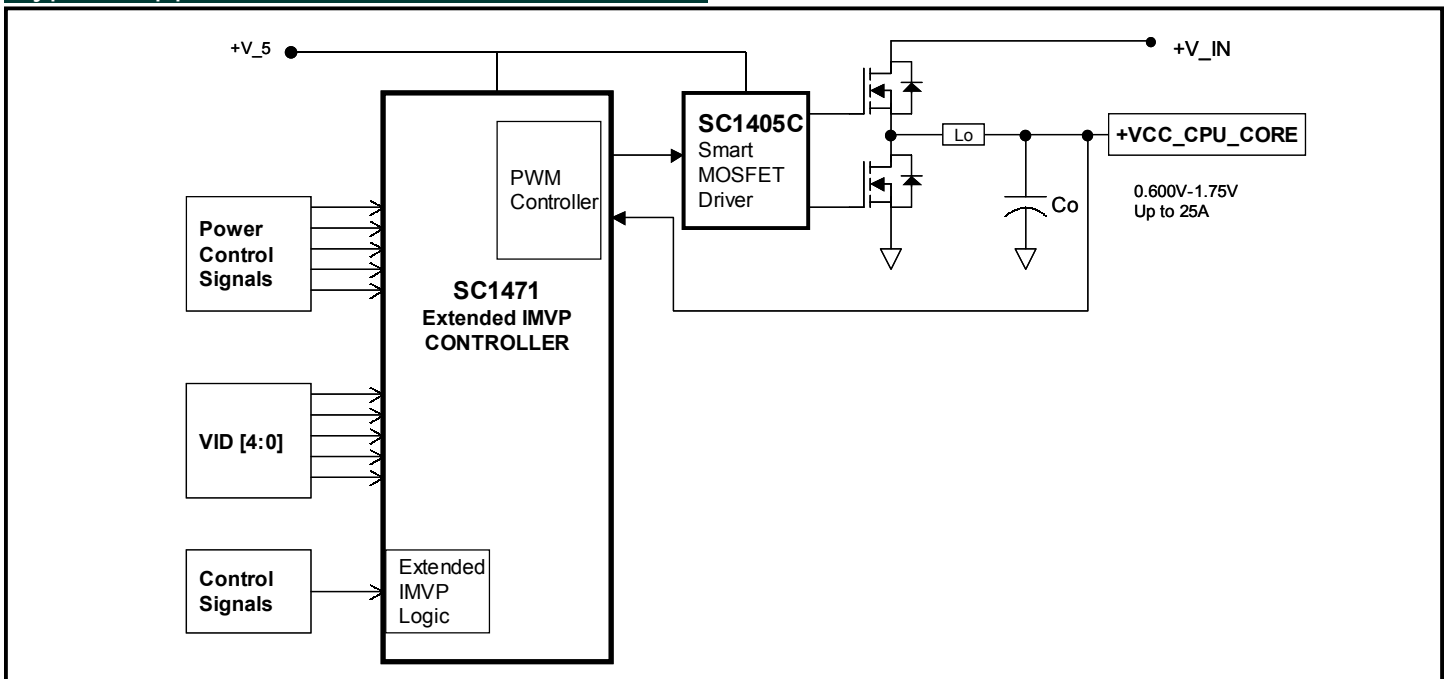 +V_5
+V_IN
PWM
Controller
SC1405C
Smart
MOSFET
Driver
Lo
+VCC_CPU_CORE
0.600V-1.75V
Up to 25A
Co
Power
Control
Signals
SC1471
Extended IMVP
CONTROLLER
VID [4:0]
Control
Signals
Extended
IMVP
Logic